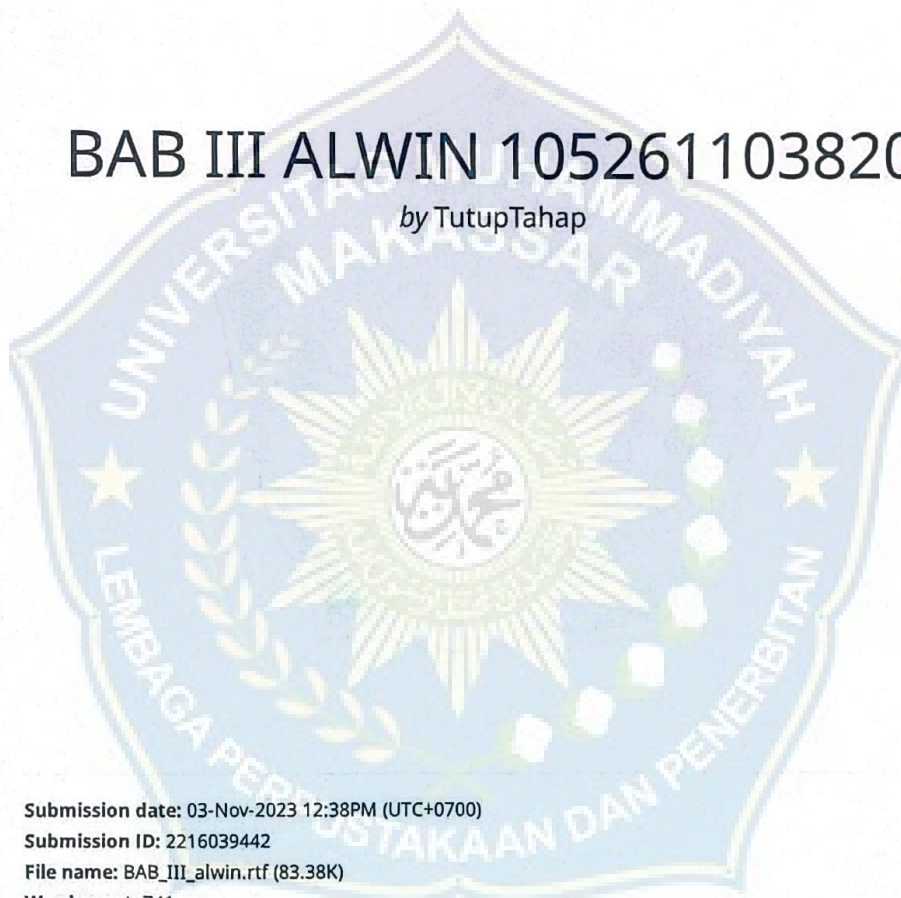 BAB III ALWIN 10526110382
by TutupTahap
UNIVERSITAS MUHAMMADIYAH
MAKASSAR
LEMBAGA PERPUSTAKAAN DAN PENERBITAN
Submission date: 03-Nov-2023 12:38PM (UTC+0700)
Submission ID: 2216039442
File name: BAB_III_alwin.rtf (83.38K)